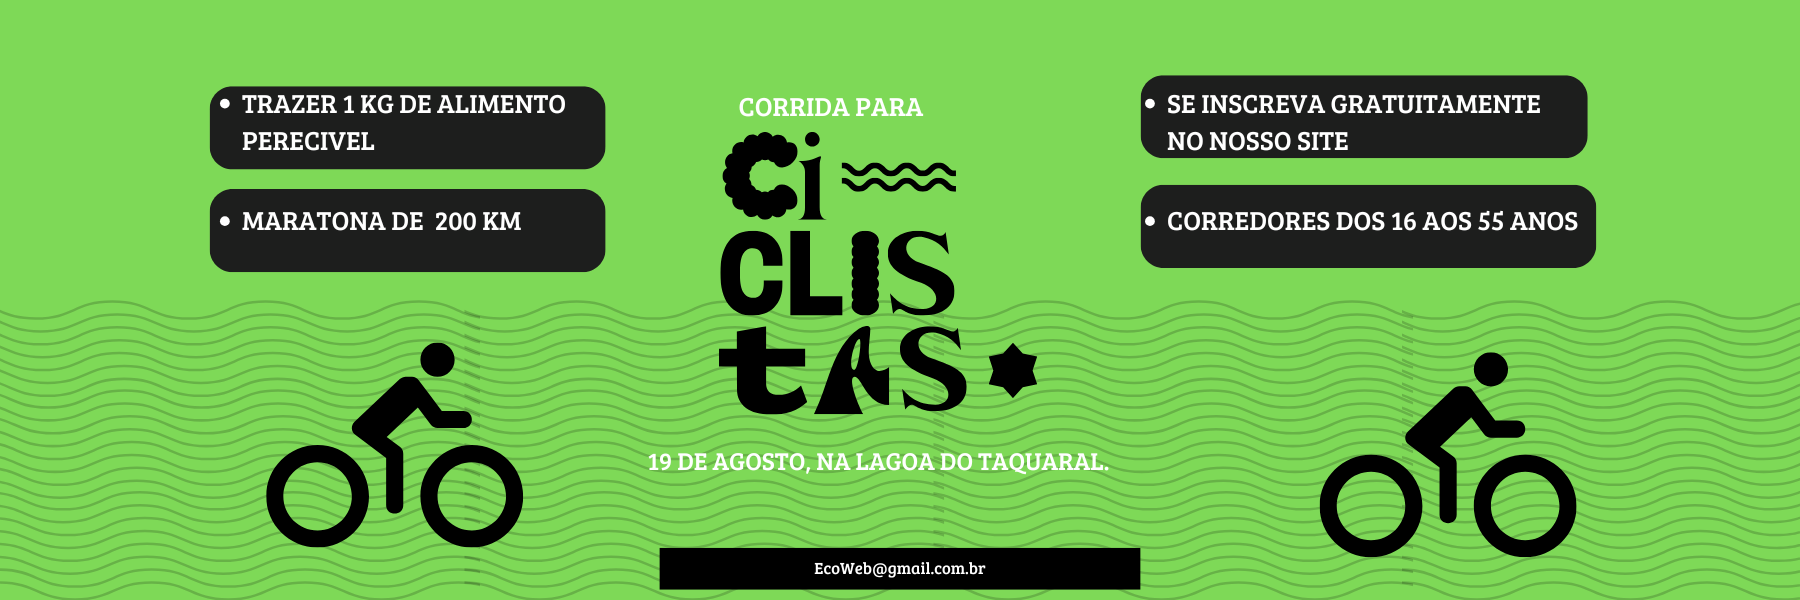 • TRAZER 1 KG DE ALIMENTO
PERECIVEL
• MARATONA DE  200 KM
CORRIDA PARA
Ci
CLIS
tAS
19 DE AGOSTO, NA LAGOA DO TAQUARAL.
• SE INSCREVA GRATUITAMENTE
NO NOSSO SITE
• CORREDORES DOS 16 AOS 55 ANOS
EcoWeb@gmail.com.br